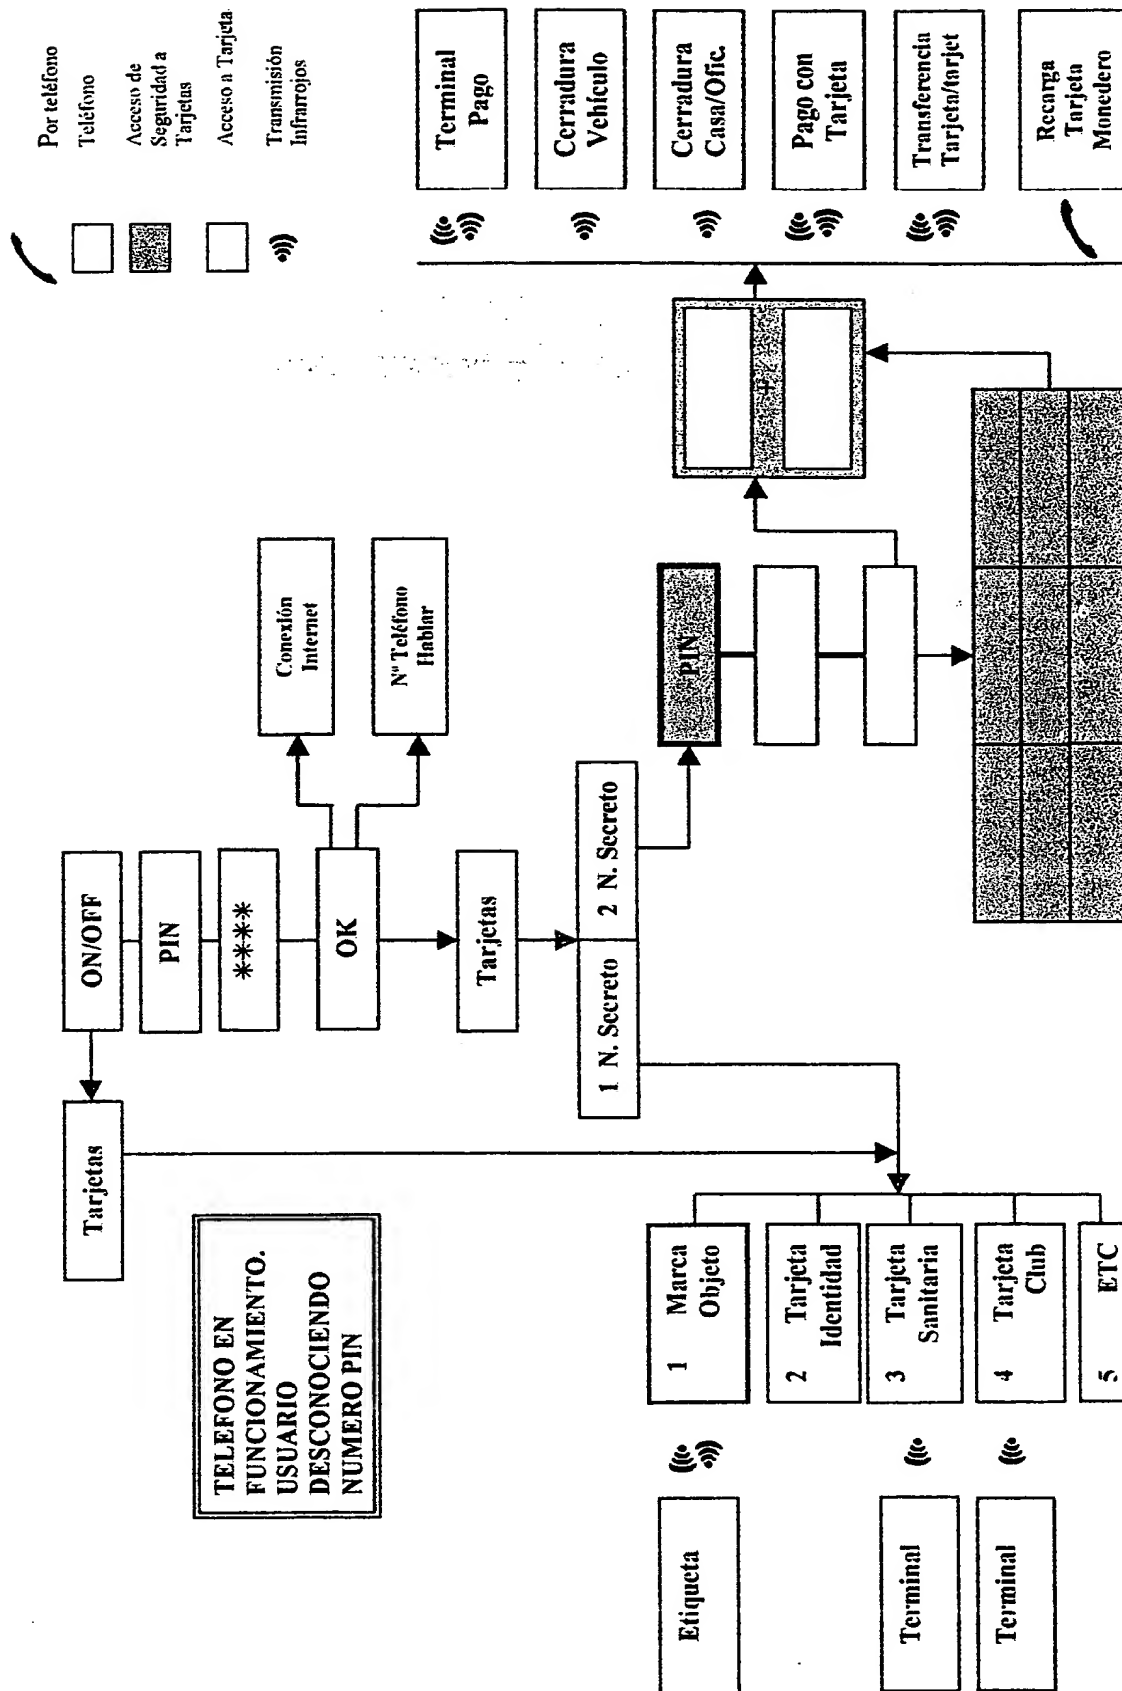 Por teléfono
Teléfono
Acceso de
Seguridad a
Tarjetas
Acceso a Tarjeta
Transmisión
Infrarrojos
TELEFONO EN
FUNCIONAMIENTO.
USUARIO
DESCONOCIENDO
NUMERO PIN
Tarjetas
ON/OFF
PIN
****
OK
Conexión
Internet
Nº Teléfono
Hablar
Tarjetas
1 N. Secreto
2 N. Secreto
PIN
+
Terminal
Pago
Cerradura
Vehículo
Cerradura
Casa/Ofic.
Pago con
Tarjeta
Transferencia
Tarjeta/tarjet
Recarga
Tarjeta
Monedero
Etiqueta
1 Marca
Objeto
2 Tarjeta
Identidad
Terminal
3 Tarjeta
Sanitaria
Terminal
4 Tarjeta
Club
5 ETC